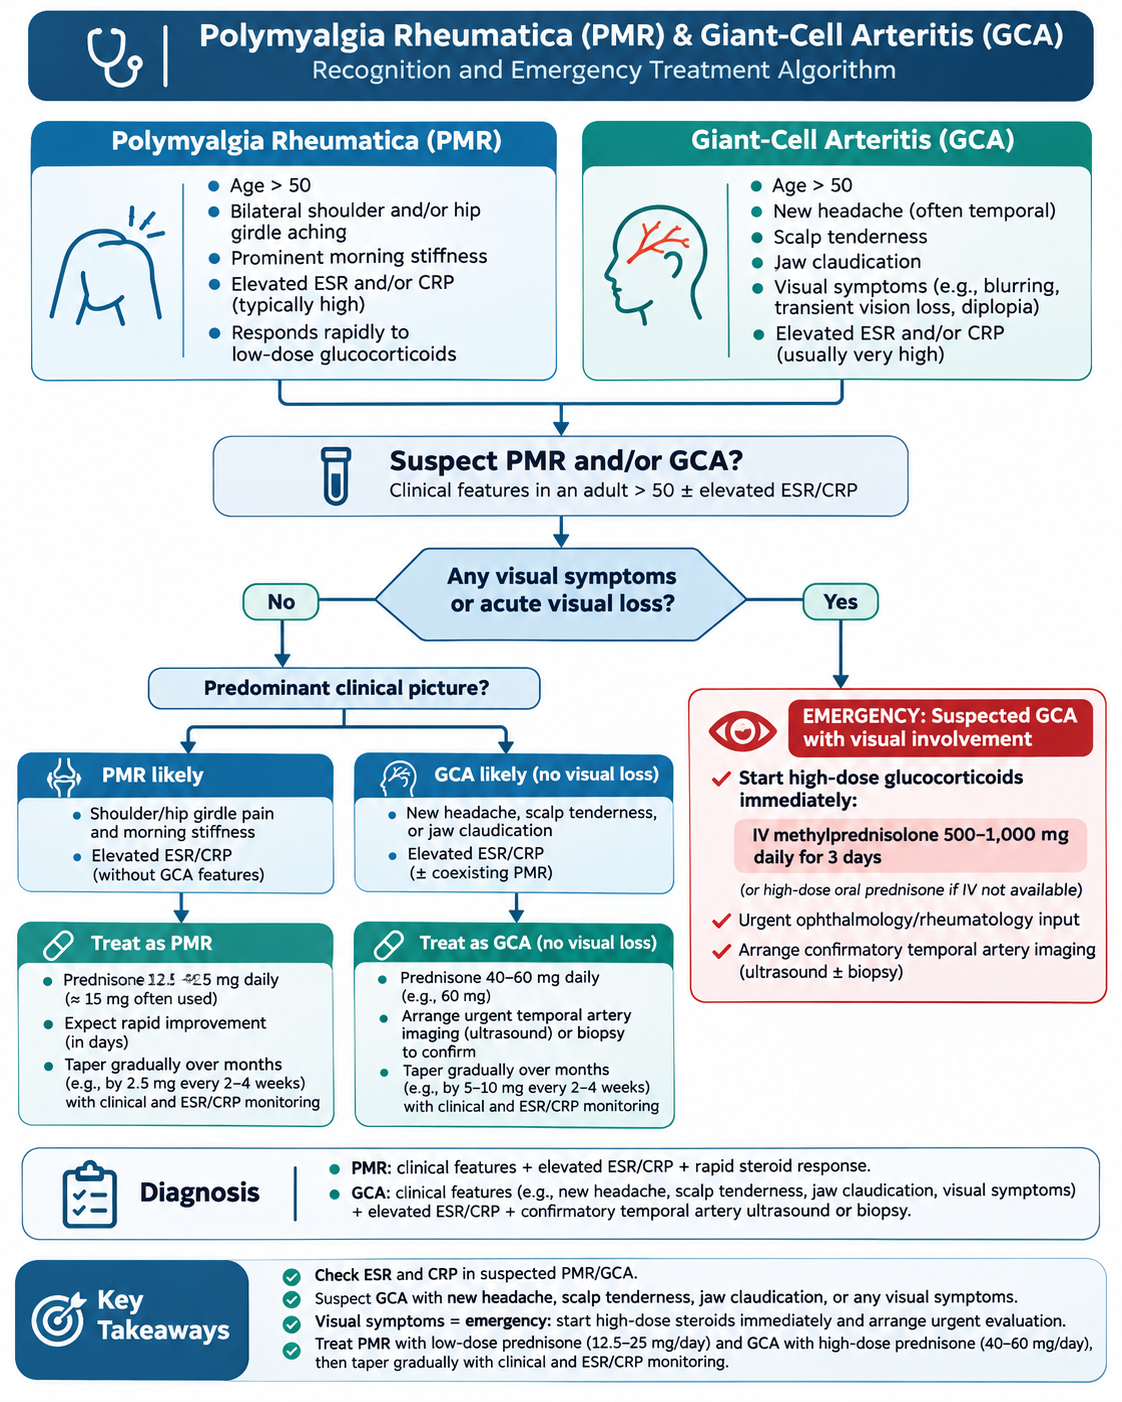 Polymyalgia Rheumatica (PMR) & Giant-Cell Arteritis (GCA)
Recognition and Emergency Treatment Algorithm
Polymyalgia Rheumatica (PMR)
Age > 50
Bilateral shoulder and/or hip
girdle aching
Prominent morning stiffness
Elevated ESR and/or CRP
(typically high)
Responds rapidly to
low-dose glucocorticoids
Giant-Cell Arteritis (GCA)
Age > 50
New headache (often temporal)
Scalp tenderness
Jaw claudication
Visual symptoms (e.g., blurring,
transient vision loss, diplopia)
Elevated ESR and/or CRP
(usually very high)
Suspect PMR and/or GCA?
Clinical features in an adult > 50 ± elevated ESR/CRP
Any visual symptoms
or acute visual loss?
No
Yes
Predominant clinical picture?
PMR likely
Shoulder/hip girdle pain
and morning stiffness
Elevated ESR/CRP
(without GCA features)
GCA likely (no visual loss)
New headache, scalp tenderness,
or jaw claudication
Elevated ESR/CRP
(± coexisting PMR)
EMERGENCY: Suspected GCA
with visual involvement
Start high-dose glucocorticoids
immediately:
IV methylprednisolone 500–1,000 mg
daily for 3 days
(or high-dose oral prednisone if IV not available)
Urgent ophthalmology/rheumatology input
Arrange confirmatory temporal artery imaging
(ultrasound ± biopsy)
Treat as PMR
Prednisone mg daily
(≈ 15 mg often used)
Expect rapid improvement
(in days)
Taper gradually over months
(e.g., by 2.5 mg every 2–4 weeks)
with clinical and ESR/CRP monitoring
Treat as GCA (no visual loss)
Prednisone 40–60 mg daily
(e.g., 60 mg)
Arrange urgent temporal artery
imaging (ultrasound) or biopsy
to confirm
Taper gradually over months
(e.g., by 5–10 mg every 2–4 weeks)
with clinical and ESR/CRP monitoring
Diagnosis
PMR: clinical features + elevated ESR/CRP + rapid steroid response.
GCA: clinical features (e.g., new headache, scalp tenderness, jaw claudication, visual symptoms)
+ elevated ESR/CRP + confirmatory temporal artery ultrasound or biopsy.
Key
Takeaways
Check ESR and CRP in suspected PMR/GCA.
Suspect GCA with new headache, scalp tenderness, jaw claudication, or any visual symptoms.
Visual symptoms = emergency: start high-dose steroids immediately and arrange urgent evaluation.
Treat PMR with low-dose prednisone (12.5–25 mg/day) and GCA with high-dose prednisone (40–60 mg/day),
then taper gradually with clinical and ESR/CRP monitoring.